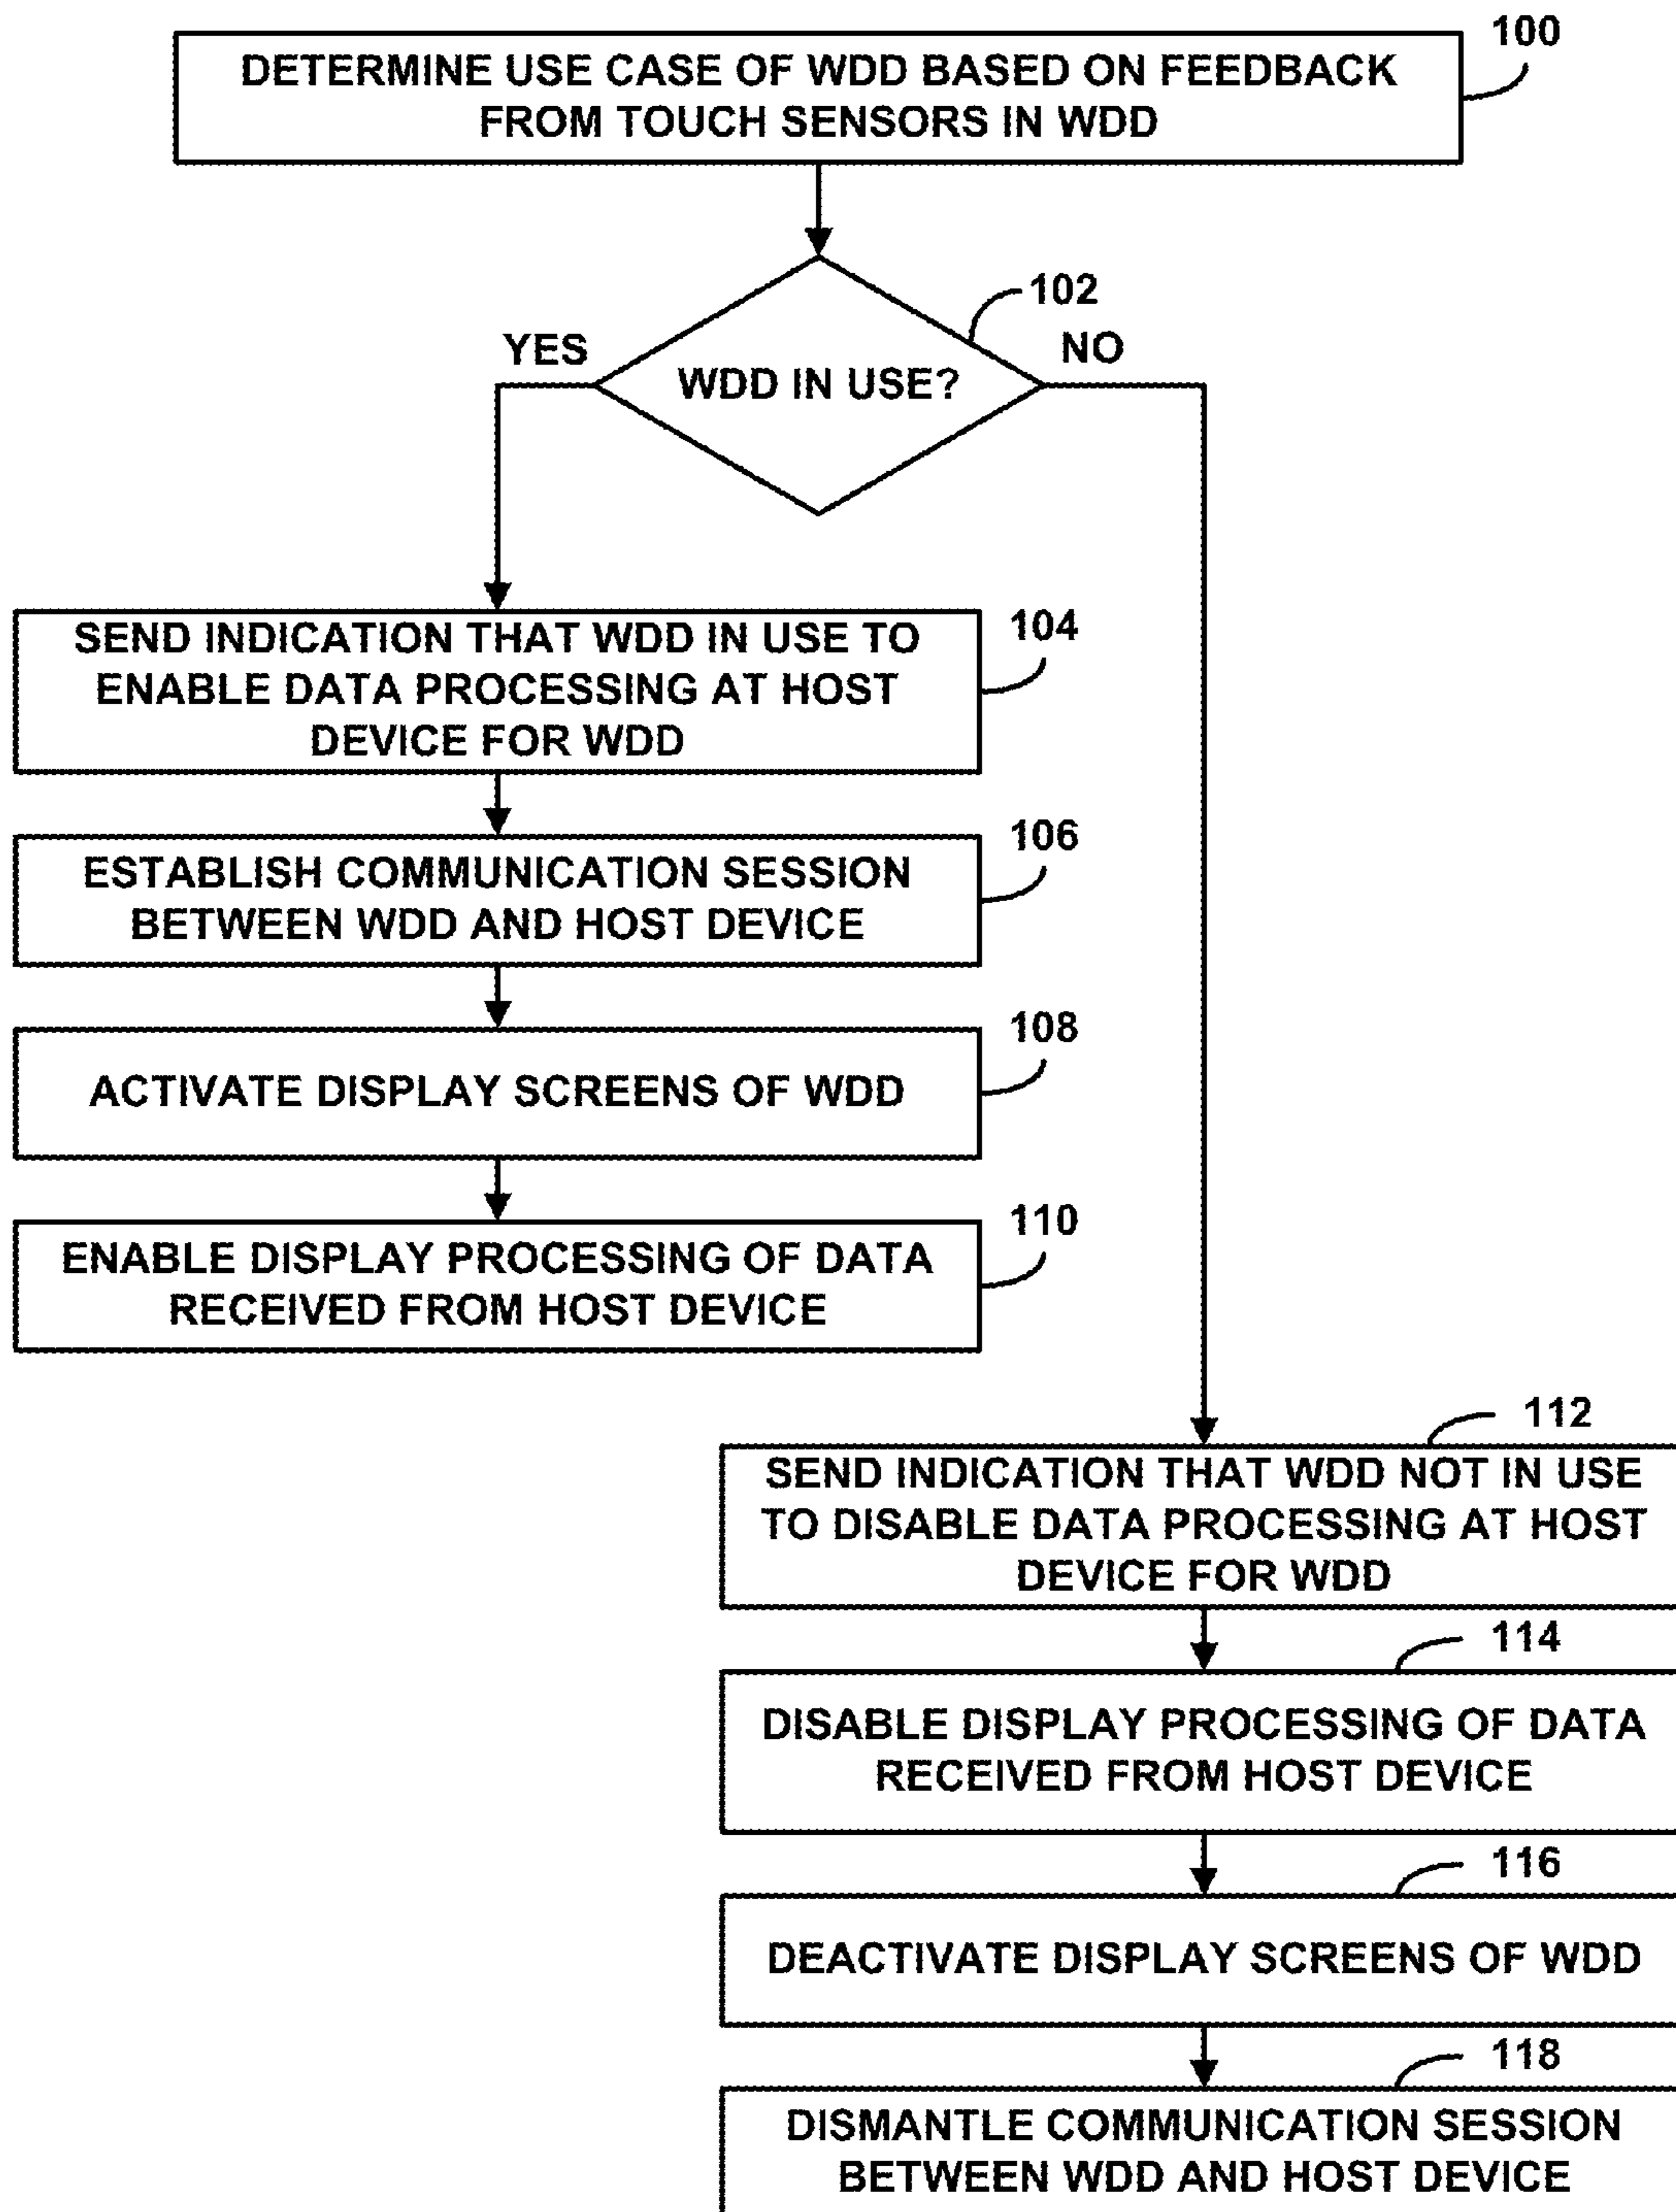 100
DETERMINE USE CASE OF WDD BASED ON FEEDBACK
FROM TOUCH SENSORS IN WDD
102
YES
NO
WDD IN USE?
104
SEND INDICATION THAT WDD IN USE TO
ENABLE DATA PROCESSING AT HOST
DEVICE FOR WDD
106
ESTABLISH COMMUNICATION SESSION
BETWEEN WDD AND HOST DEVICE
108
ACTIVATE DISPLAY SCREENS OF WDD
110
ENABLE DISPLAY PROCESSING OF DATA
RECEIVED FROM HOST DEVICE
112
SEND INDICATION THAT WDD NOT IN USE
TO DISABLE DATA PROCESSING AT HOST
DEVICE FOR WDD
114
DISABLE DISPLAY PROCESSING OF DATA
RECEIVED FROM HOST DEVICE
116
DEACTIVATE DISPLAY SCREENS OF WDD
118
DISMANTLE COMMUNICATION SESSION
BETWEEN WDD AND HOST DEVICE